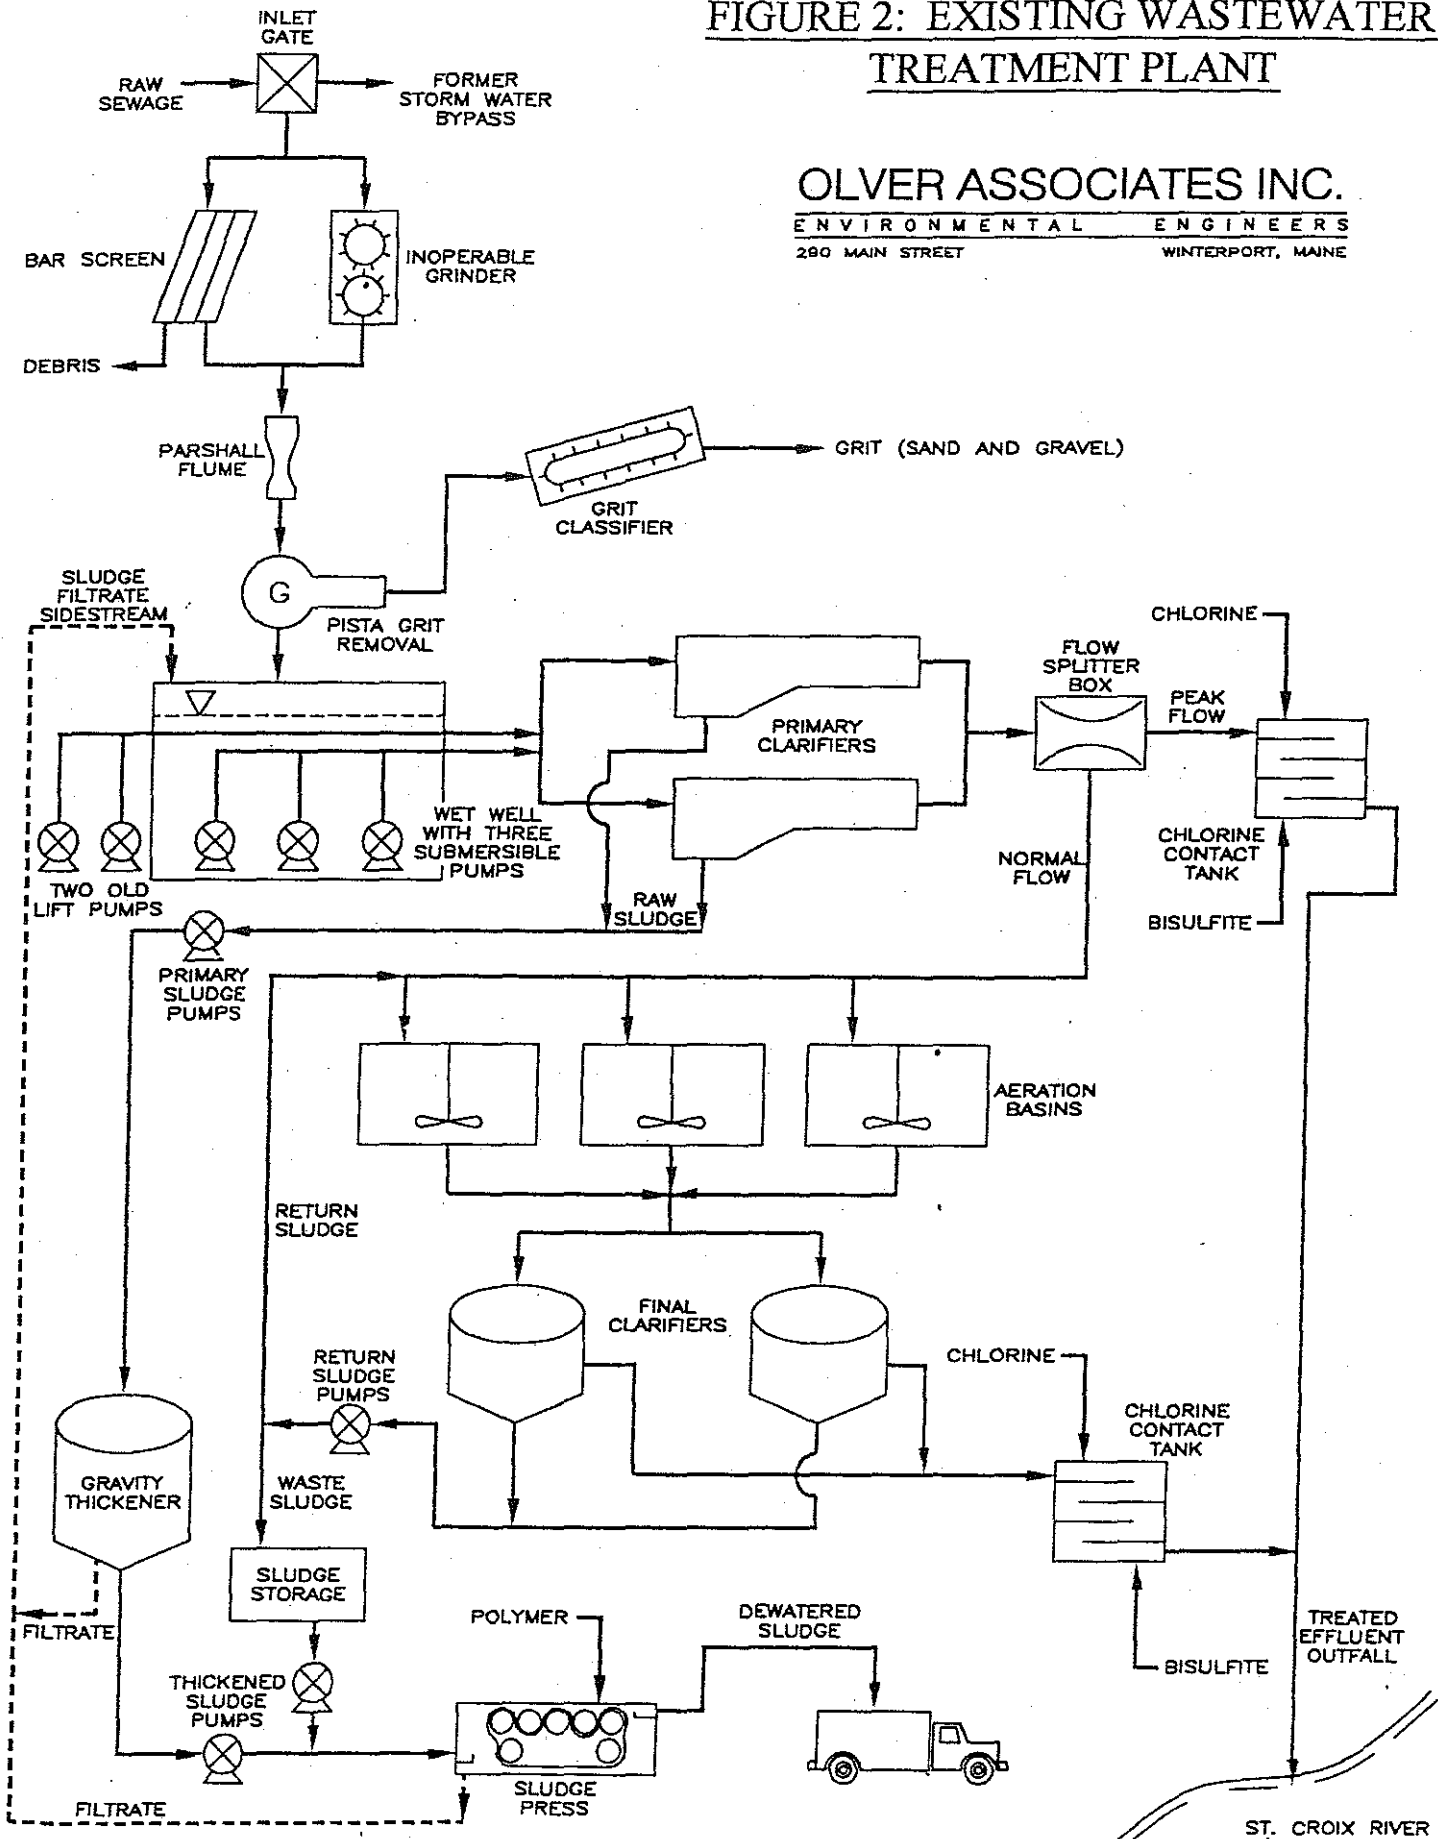 FIGURE 2: EXISTING WASTEWATER
TREATMENT PLANT
OLVER ASSOCIATES INC.
ENVIRONMENTAL ENGINEERS
290 MAIN STREET WINTERPORT, MAINE
INLET
GATE
RAW
SEWAGE
FORMER
STORM WATER
BYPASS
BAR SCREEN
INOPERABLE
GRINDER
DEBRIS
PARSHALL
FLUME
GRIT (SAND AND GRAVEL)
GRIT
CLASSIFIER
SLUDGE
FILTRATE
SIDESTREAM
G
PISTA GRIT
REMOVAL
CHLORINE
FLOW
SPLITTER
BOX
PEAK
FLOW
PRIMARY
CLARIFIERS
WET WELL
WITH THREE
SUBMERSIBLE
PUMPS
TWO OLD
LIFT PUMPS
NORMAL
FLOW
CHLORINE
CONTACT
TANK
BISULFITE
RAW
SLUDGE
PRIMARY
SLUDGE
PUMPS
AERATION
BASINS
RETURN
SLUDGE
FINAL
CLARIFIERS
RETURN
SLUDGE
PUMPS
CHLORINE
CHLORINE
CONTACT
TANK
GRAVITY
THICKENER
WASTE
SLUDGE
SLUDGE
STORAGE
FILTRATE
POLYMER
DEWATERED
SLUDGE
TREATED
EFFLUENT
OUTFALL
BISULFITE
THICKENED
SLUDGE
PUMPS
SLUDGE
PRESS
FILTRATE
ST. CROIX RIVER